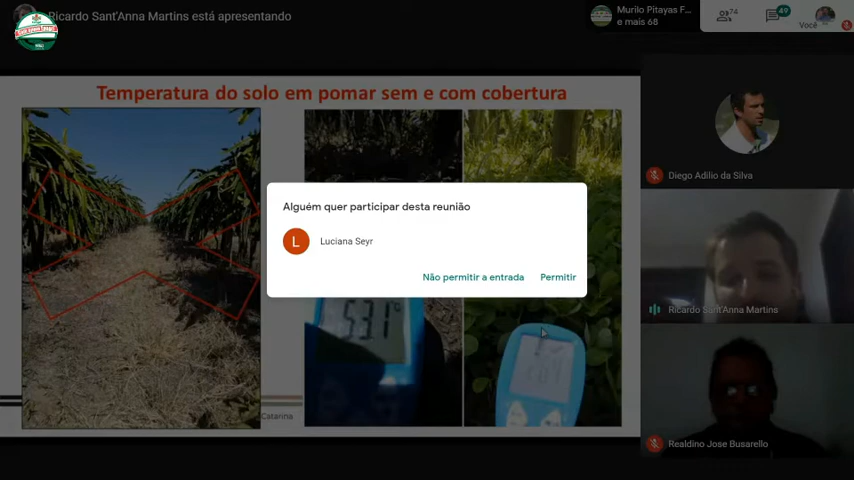 Ricardo Sant'Anna Martins está apresentando
Murilo Pitayas F...
e mais 68
74
49
Você
Temperatura do solo em pomar sem e com cobertura
Diego Adilio da Silva
Alguém quer participar desta reunião
L
Luciana Seyr
Não permitir a entrada
Permitir
53.1°
Ricardo Sant'Anna Martins
Catarina
Realdino Jose Busarello